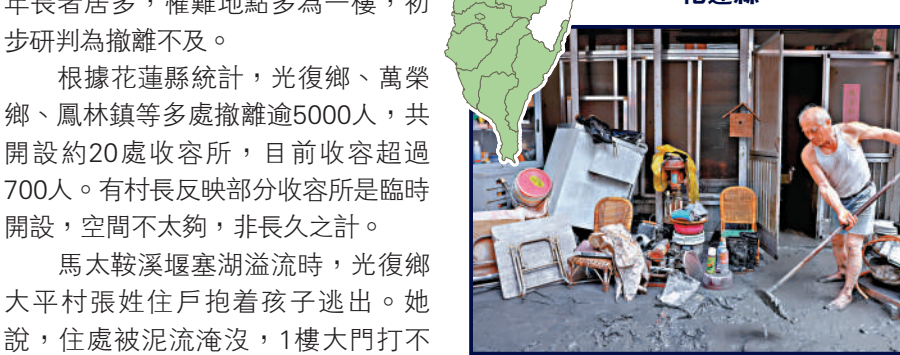 年長者居多，罹難地點多為一樓，初
步研判為撤離不及。
根據花蓮縣統計，光復鄉、萬榮
鄉、鳳林鎮等多處撤離逾5000人，共
開設約20處收容所，目前收容超過
700人。有村長反映部分收容所是臨時
開設，空間不太夠，非長久之計。
馬太鞍溪堰塞湖溢流時，光復鄉
大平村張姓住戶抱着孩子逃出。她
說，住處被泥流淹沒，1樓大門打不
花蓮縣